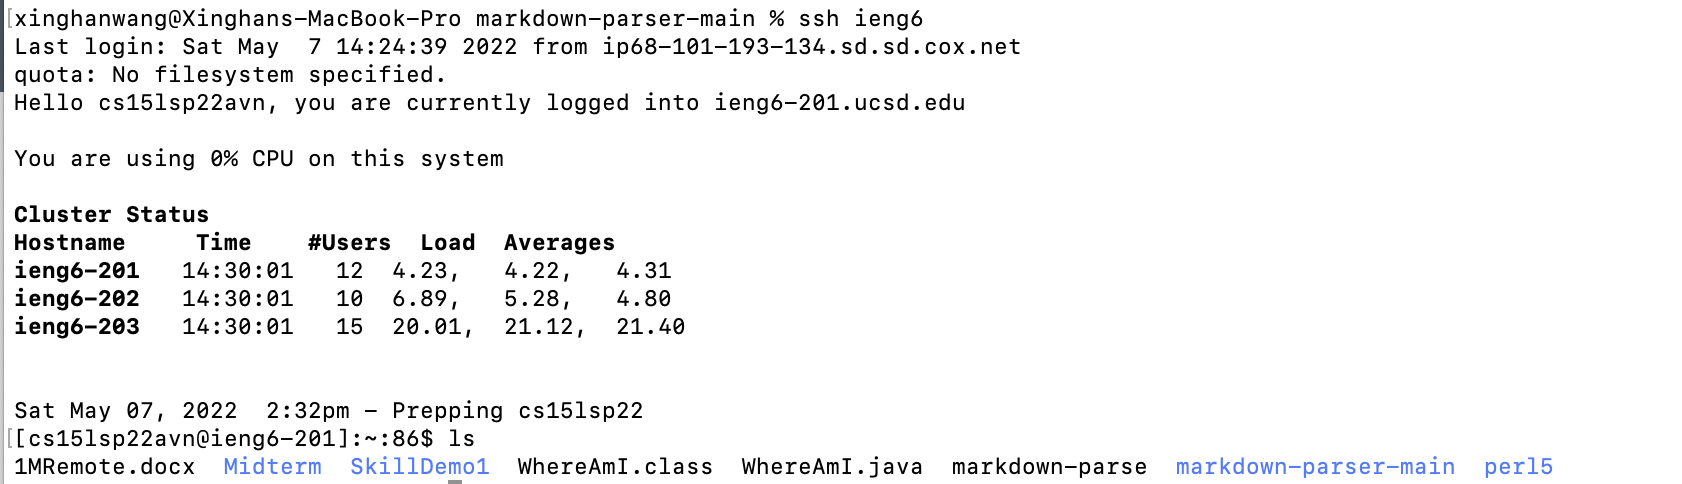 [xinghanwang@Xinghans-MacBook-Pro markdown-parser-main % ssh ieng6
Last login: Sat May  7 14:24:39 2022 from ip68-101-193-134.sd.sd.cox.net
quota: No filesystem specified.
Hello cs15lsp22avn, you are currently logged into ieng6-201.ucsd.edu
You are using 0% CPU on this system
Cluster Status
Hostname     Time    #Users  Load  Averages
ieng6-201   14:30:01   12  4.23,   4.22,   4.31
ieng6-202   14:30:01   10  6.89,   5.28,   4.80
ieng6-203   14:30:01   15  20.01,  21.12,  21.40
Sat May 07, 2022  2:32pm - Prepping cs15lsp22
[[cs15lsp22avn@ieng6-201]:~:86$ ls
1MRemote.docx  Midterm  SkillDemo1  WhereAmI.class  WhereAmI.java  markdown-parse  markdown-parser-main  perl5